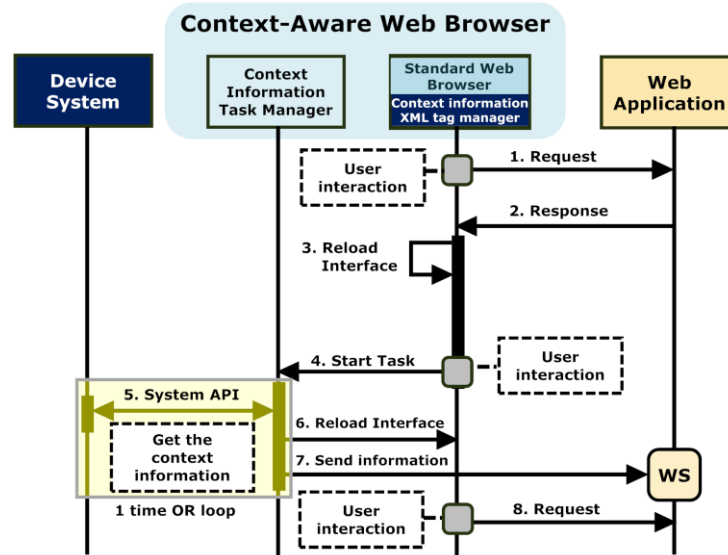 Context-Aware Web Browser
Device
System
Context
Information
Task Manager
Standard Web
Browser
Context information
XML tag manager
Web
Application
User
interaction
1. Request
2. Response
3. Reload
Interface
4. Start Task
User
interaction
5. System API
Get the
context
information
6. Reload Interface
7. Send information
WS
1 time OR loop
User
interaction
8. Request